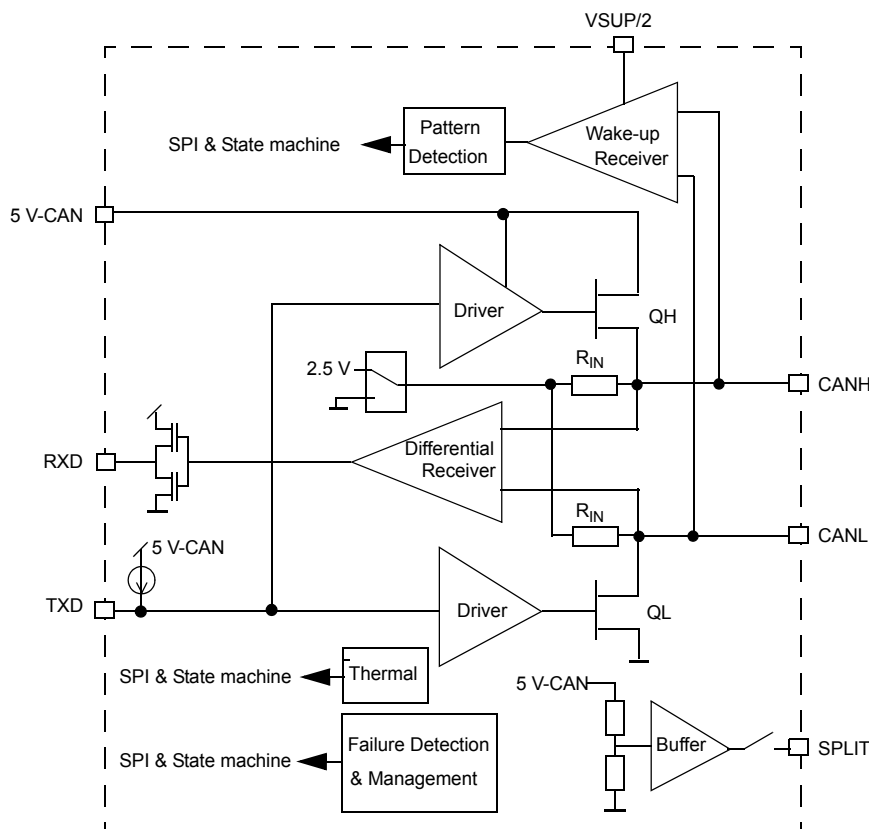 VSUP/2
Pattern
Detection
Wake-up
Receiver
SPI & State machine
5 V-CAN
Driver
QH
2.5 V
RIN
CANH
RXD
Differential
Receiver
RIN
5 V-CAN
CANL
TXD
Driver
QL
SPI & State machine
Thermal
5 V-CAN
SPI & State machine
Failure Detection
& Management
Buffer
SPLIT